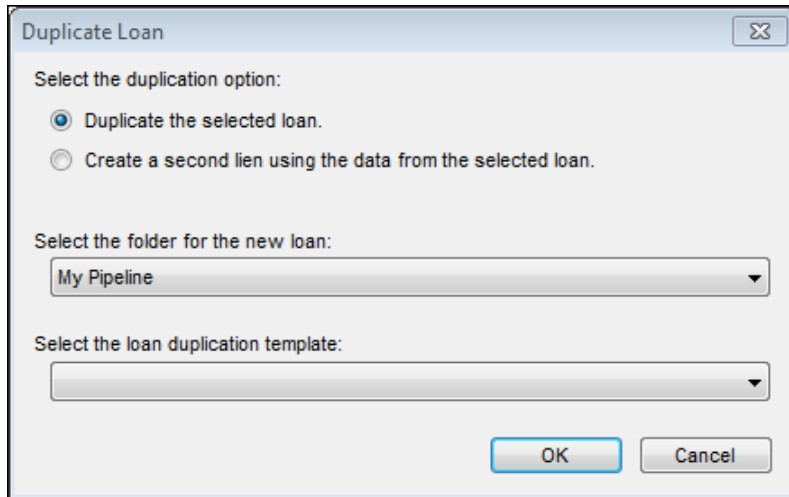 Duplicate Loan
Select the duplication option:
Duplicate the selected loan.
Create a second lien using the data from the selected loan.
Select the folder for the new loan:
My Pipeline
Select the loan duplication template:
OK
Cancel